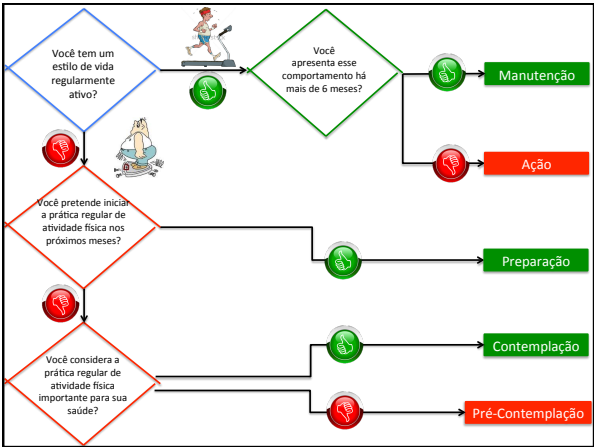 Você tem um
estilo de vida
regularmente
ativo?
Você
apresenta esse
comportamento há
mais de 6 meses?
Manutenção
Ação
Você pretende iniciar
a prática regular de
atividade física nos
próximos meses?
Preparação
Você considera a
prática regular de
atividade física
importante para sua
saúde?
Contemplação
Pré-Contemplação